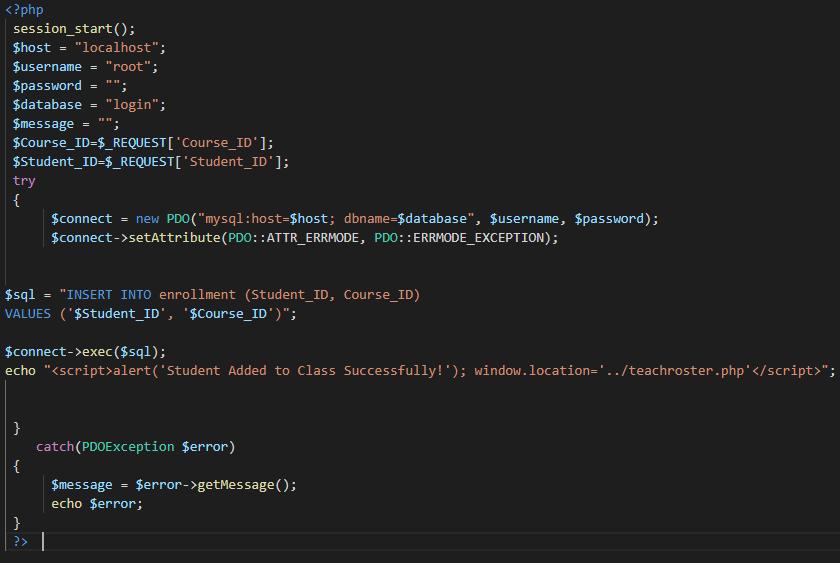 <?php
session_start();
$host = "localhost";
$username = "root";
$password = "";
$database = "login";
$message = "";
$Course_ID=$_REQUEST['Course_ID'];
$Student_ID=$_REQUEST['Student_ID'];
try
{
$connect = new PDO("mysql:host=$host; dbname=$database", $username, $password);
$connect->setAttribute(PDO::ATTR_ERRMODE, PDO::ERRMODE_EXCEPTION);
$sql = "INSERT INTO enrollment (Student_ID, Course_ID)
VALUES ('$Student_ID', '$Course_ID')";
$connect->exec($sql);
echo "<script>alert('Student Added to Class Successfully!'); window.location='../teachroster.php'</script>";
}
catch(PDOException $error)
{
$message = $error->getMessage();
echo $error;
}
?>